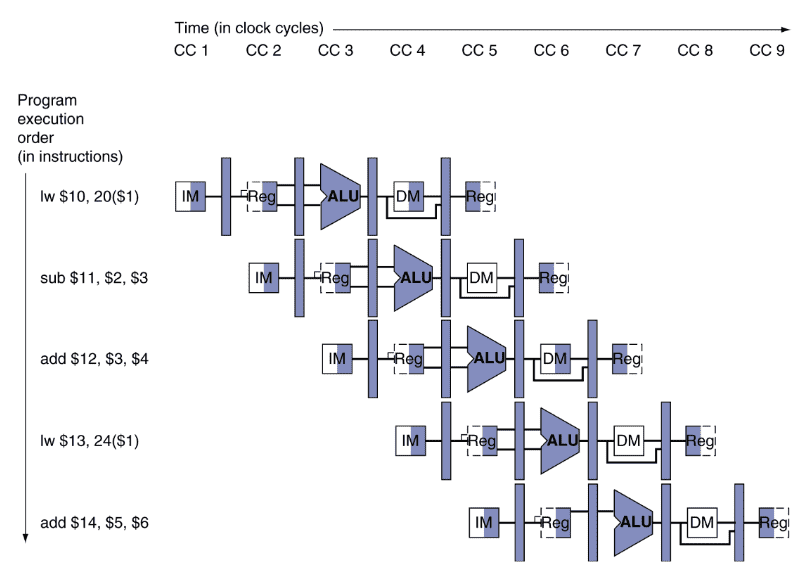 Time (in clock cycles)
CC 1 CC 2 CC 3 CC 4 CC 5 CC 6 CC 7 CC 8 CC 9
Program
execution
order
(in instructions)
lw $10, 20($1) IM Reg ALU DM Reg
sub $11, $2, $3 IM Reg ALU DM Reg
add $12, $3, $4 IM Reg ALU DM Reg
lw $13, 24($1) IM Reg ALU DM Reg
add $14, $5, $6 IM Reg ALU DM Reg